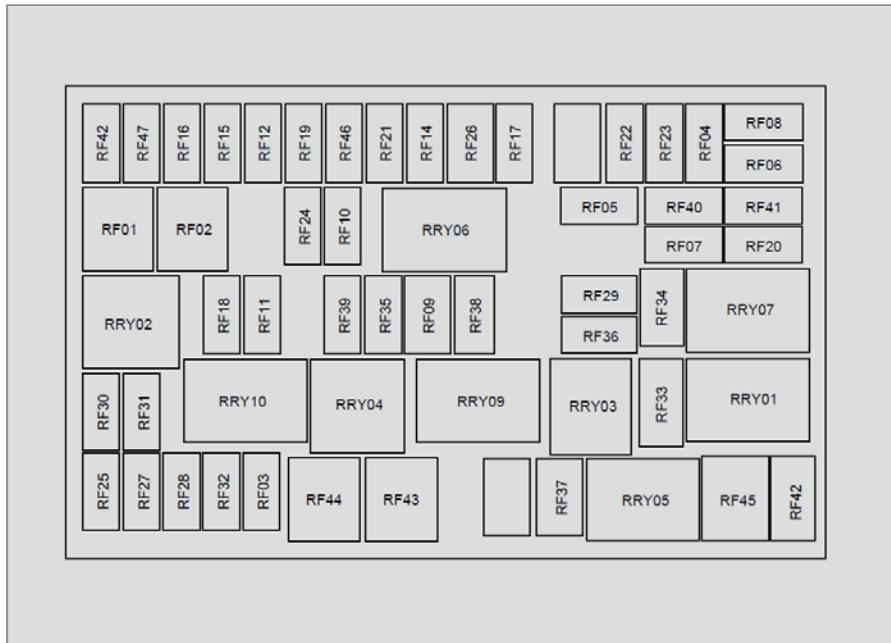 RF42 RF47 RF16 RF15 RF12 RF19 RF46 RF21 RF14 RF26 RF17 RF22 RF23 RF04 RF08
RF06
RF01 RF02 RF24 RF10 RRY06 RF05 RF40 RF41
RF07 RF20
RRY02 RF18 RF11 RF39 RF35 RF09 RF38 RF29 RF34 RRY07
RF36
RF30 RF31 RRY10 RRY04 RRY09 RRY03 RF33 RRY01
RF25 RF27 RF28 RF32 RF03 RF44 RF43 RF37 RRY05 RF45 RF42